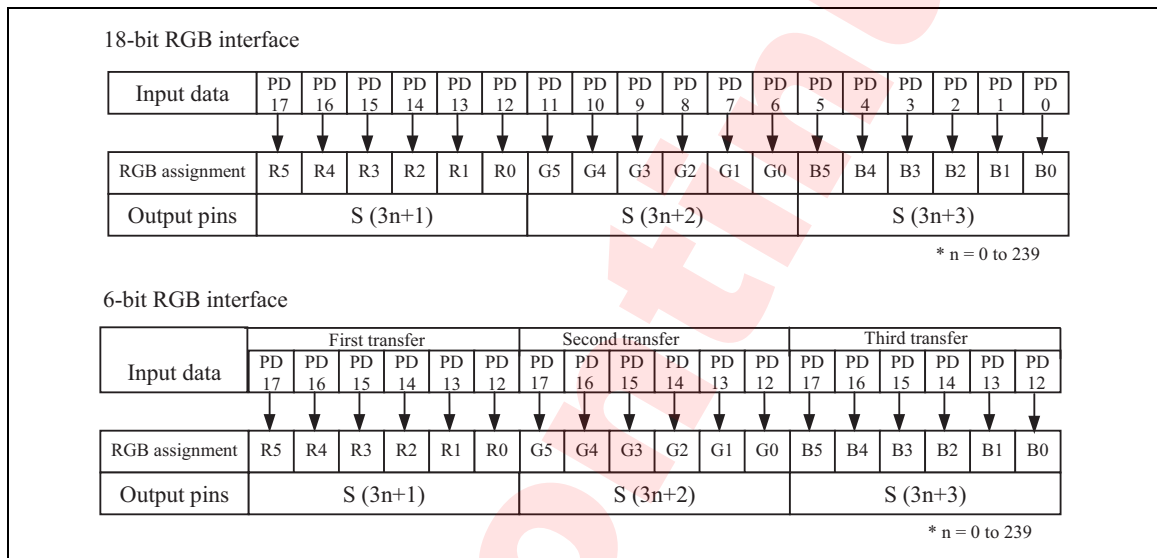 18-bit RGB interface
Input data PD 17 PD 16 PD 15 PD 14 PD 13 PD 12 PD 11 PD 10 PD 9 PD 8 PD 7 PD 6 PD 5 PD 4 PD 3 PD 2 PD 1 PD 0
RGB assignment R5 R4 R3 R2 R1 R0 G5 G4 G3 G2 G1 G0 B5 B4 B3 B2 B1 B0
Output pins S (3n+1) S (3n+2) S (3n+3)
* n = 0 to 239
6-bit RGB interface
First transfer Second transfer Third transfer
Input data PD 17 PD 16 PD 15 PD 14 PD 13 PD 12 PD 17 PD 16 PD 15 PD 14 PD 13 PD 12 PD 17 PD 16 PD 15 PD 14 PD 13 PD 12
RGB assignment R5 R4 R3 R2 R1 R0 G5 G4 G3 G2 G1 G0 B5 B4 B3 B2 B1 B0
Output pins S (3n+1) S (3n+2) S (3n+3)
* n = 0 to 239